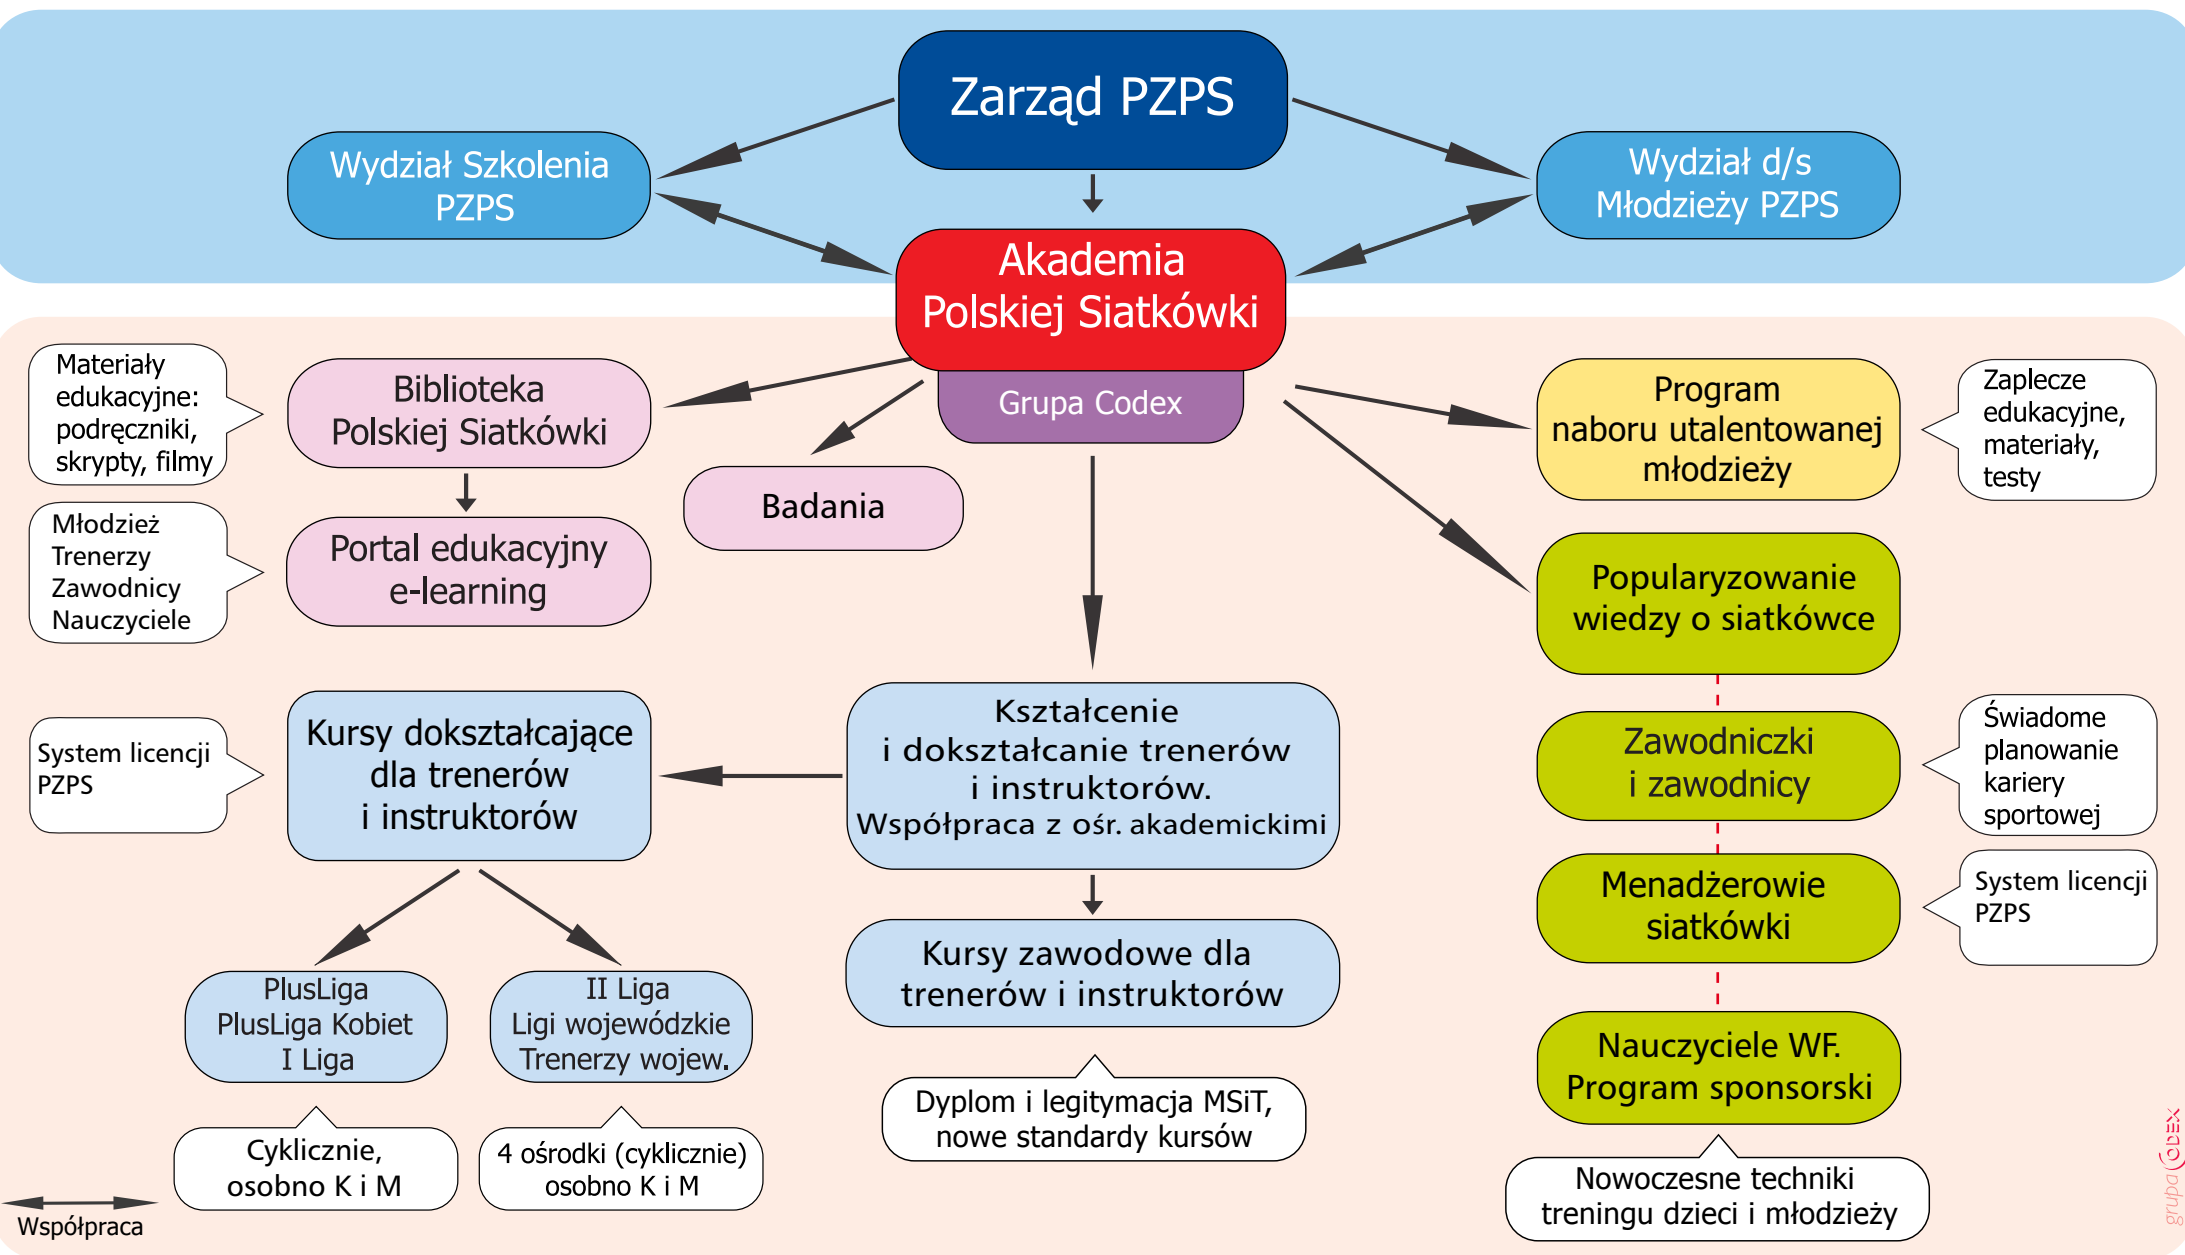 Zarząd PZPS
Wydział Szkolenia
PZPS
Wydział d/s
Młodzieży PZPS
Akademia
Polskiej Siatkówki
Grupa Codex
Materiały
edukacyjne:
podręczniki,
skrypty, filmy
Biblioteka
Polskiej Siatkówki
Program
naboru utalentowanej
młodzieży
Zaplecze
edukacyjne,
materiały,
testy
Badania
Młodzież
Trenerzy
Zawodnicy
Nauczyciele
Portal edukacyjny
e-learning
Popularyzowanie
wiedzy o siatkówce
System licencji
PZPS
Kursy dokształcające
dla trenerów
i instruktorów
Kształcenie
i dokształcanie trenerów
i instruktorów.
Współpraca z ośr. akademickimi
Zawodniczki
i zawodnicy
Świadome
planowanie
kariery
sportowej
Menadżerowie
siatkówki
System licencji
PZPS
Kursy zawodowe dla
trenerów i instruktorów
PlusLiga
PlusLiga Kobiet
I Liga
II Liga
Ligi wojewódzkie
Trenerzy wojew.
Nauczyciele WF.
Program sponsorski
Dyplom i legitymacja MSiT,
nowe standardy kursów
Cyklicznie,
osobno K i M
4 ośrodki (cyklicznie)
osobno K i M
Nowoczesne techniki
treningu dzieci i młodzieży
Współpraca
grupa CODEX